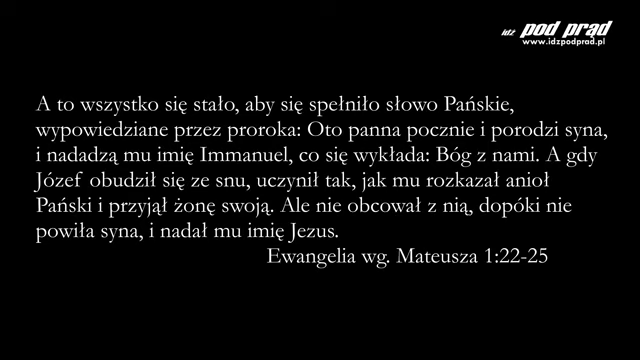 idź pod prąd
www.idzpodprad.pl
A to wszystko się stało, aby się spełniło słowo Pańskie,
wypowiedziane przez proroka: Oto panna pocznie i porodzi syna,
i nadadzą mu imię Immanuel, co się wykłada: Bóg z nami. A gdy
Józef obudził się ze snu, uczynił tak, jak mu rozkazał anioł
Pański i przyjął żonę swoją. Ale nie obcował z nią, dopóki nie
powiła syna, i nadał mu imię Jezus.
Ewangelia wg. Mateusza 1:22-25